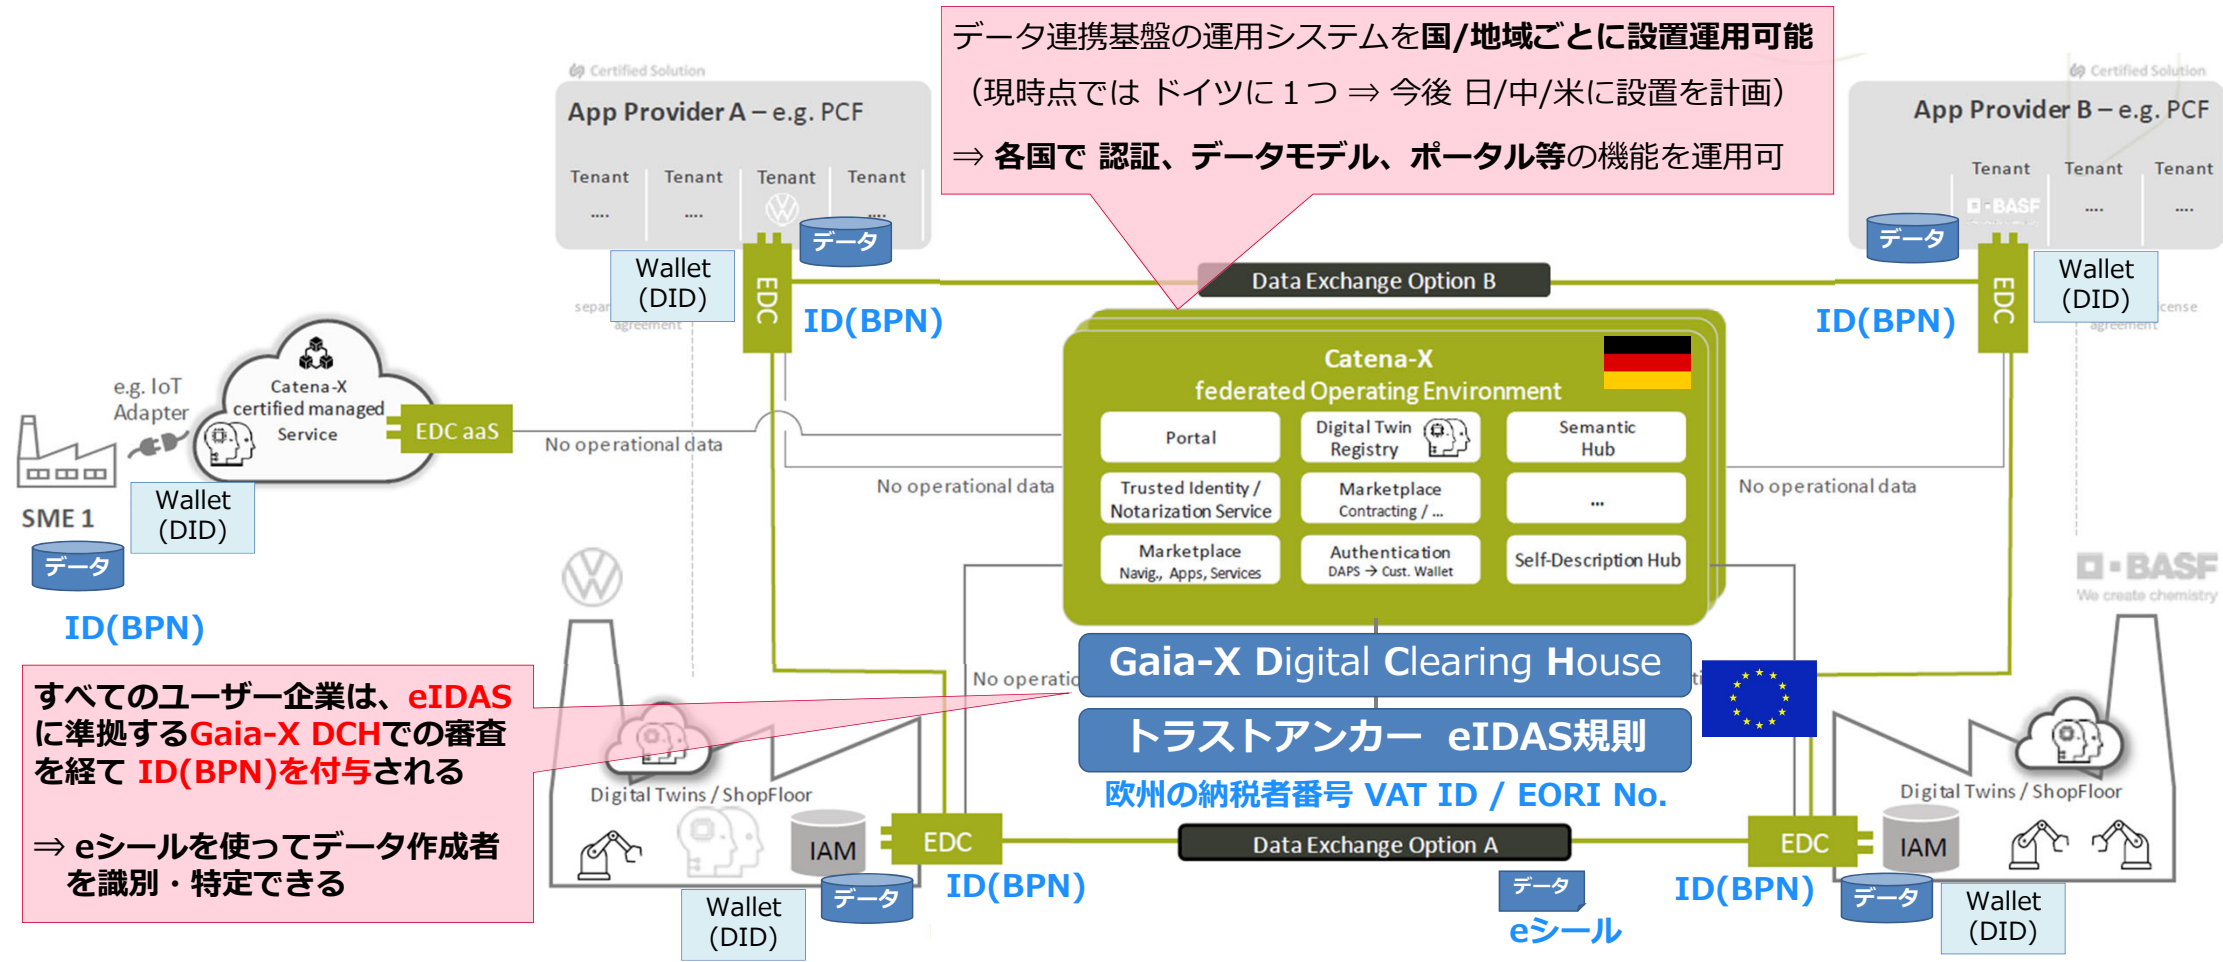 データ連携基盤の運用システムを国/地域ごとに設置運用可能
（現時点では ドイツに１つ ⇒ 今後 日/中/米に設置を計画）
⇒ 各国で 認証、データモデル、ポータル等の機能を運用可
Certified Solution
App Provider A – e.g. PCF
Tenant
Tenant
Tenant
Tenant
....
....
....
データ
Wallet
(DID)
EDC
ID(BPN)
agreement
Certified Solution
App Provider B – e.g. PCF
Tenant
Tenant
Tenant
BASF
....
....
データ
Wallet
(DID)
EDC
ID(BPN)
agreement
Data Exchange Option B
e.g. IoT
Adapter
Catena-X
certified managed
Service
EDC aaS
No operational data
SME 1
Wallet
(DID)
データ
ID(BPN)
Catena-X
federated Operating Environment
Portal
Digital Twin
Registry
Semantic
Hub
Trusted Identity /
Notarization Service
Marketplace
Contracting / ...
...
Marketplace
Navig., Apps, Services
Authentication
DAPS → Cust. Wallet
Self-Description Hub
No operational data
No operational data
Gaia-X Digital Clearing House
トラストアンカー eIDAS規則
欧州の納税者番号 VAT ID / EORI No.
すべてのユーザー企業は、eIDAS
に準拠するGaia-X DCHでの審査
を経て ID(BPN)を付与される
⇒ eシールを使ってデータ作成者
を識別・特定できる
Digital Twins / ShopFloor
IAM
EDC
データ
Wallet
(DID)
ID(BPN)
Data Exchange Option A
データ
eシール
BASF
We create chemistry
Digital Twins / ShopFloor
EDC
IAM
ID(BPN)
データ
Wallet
(DID)